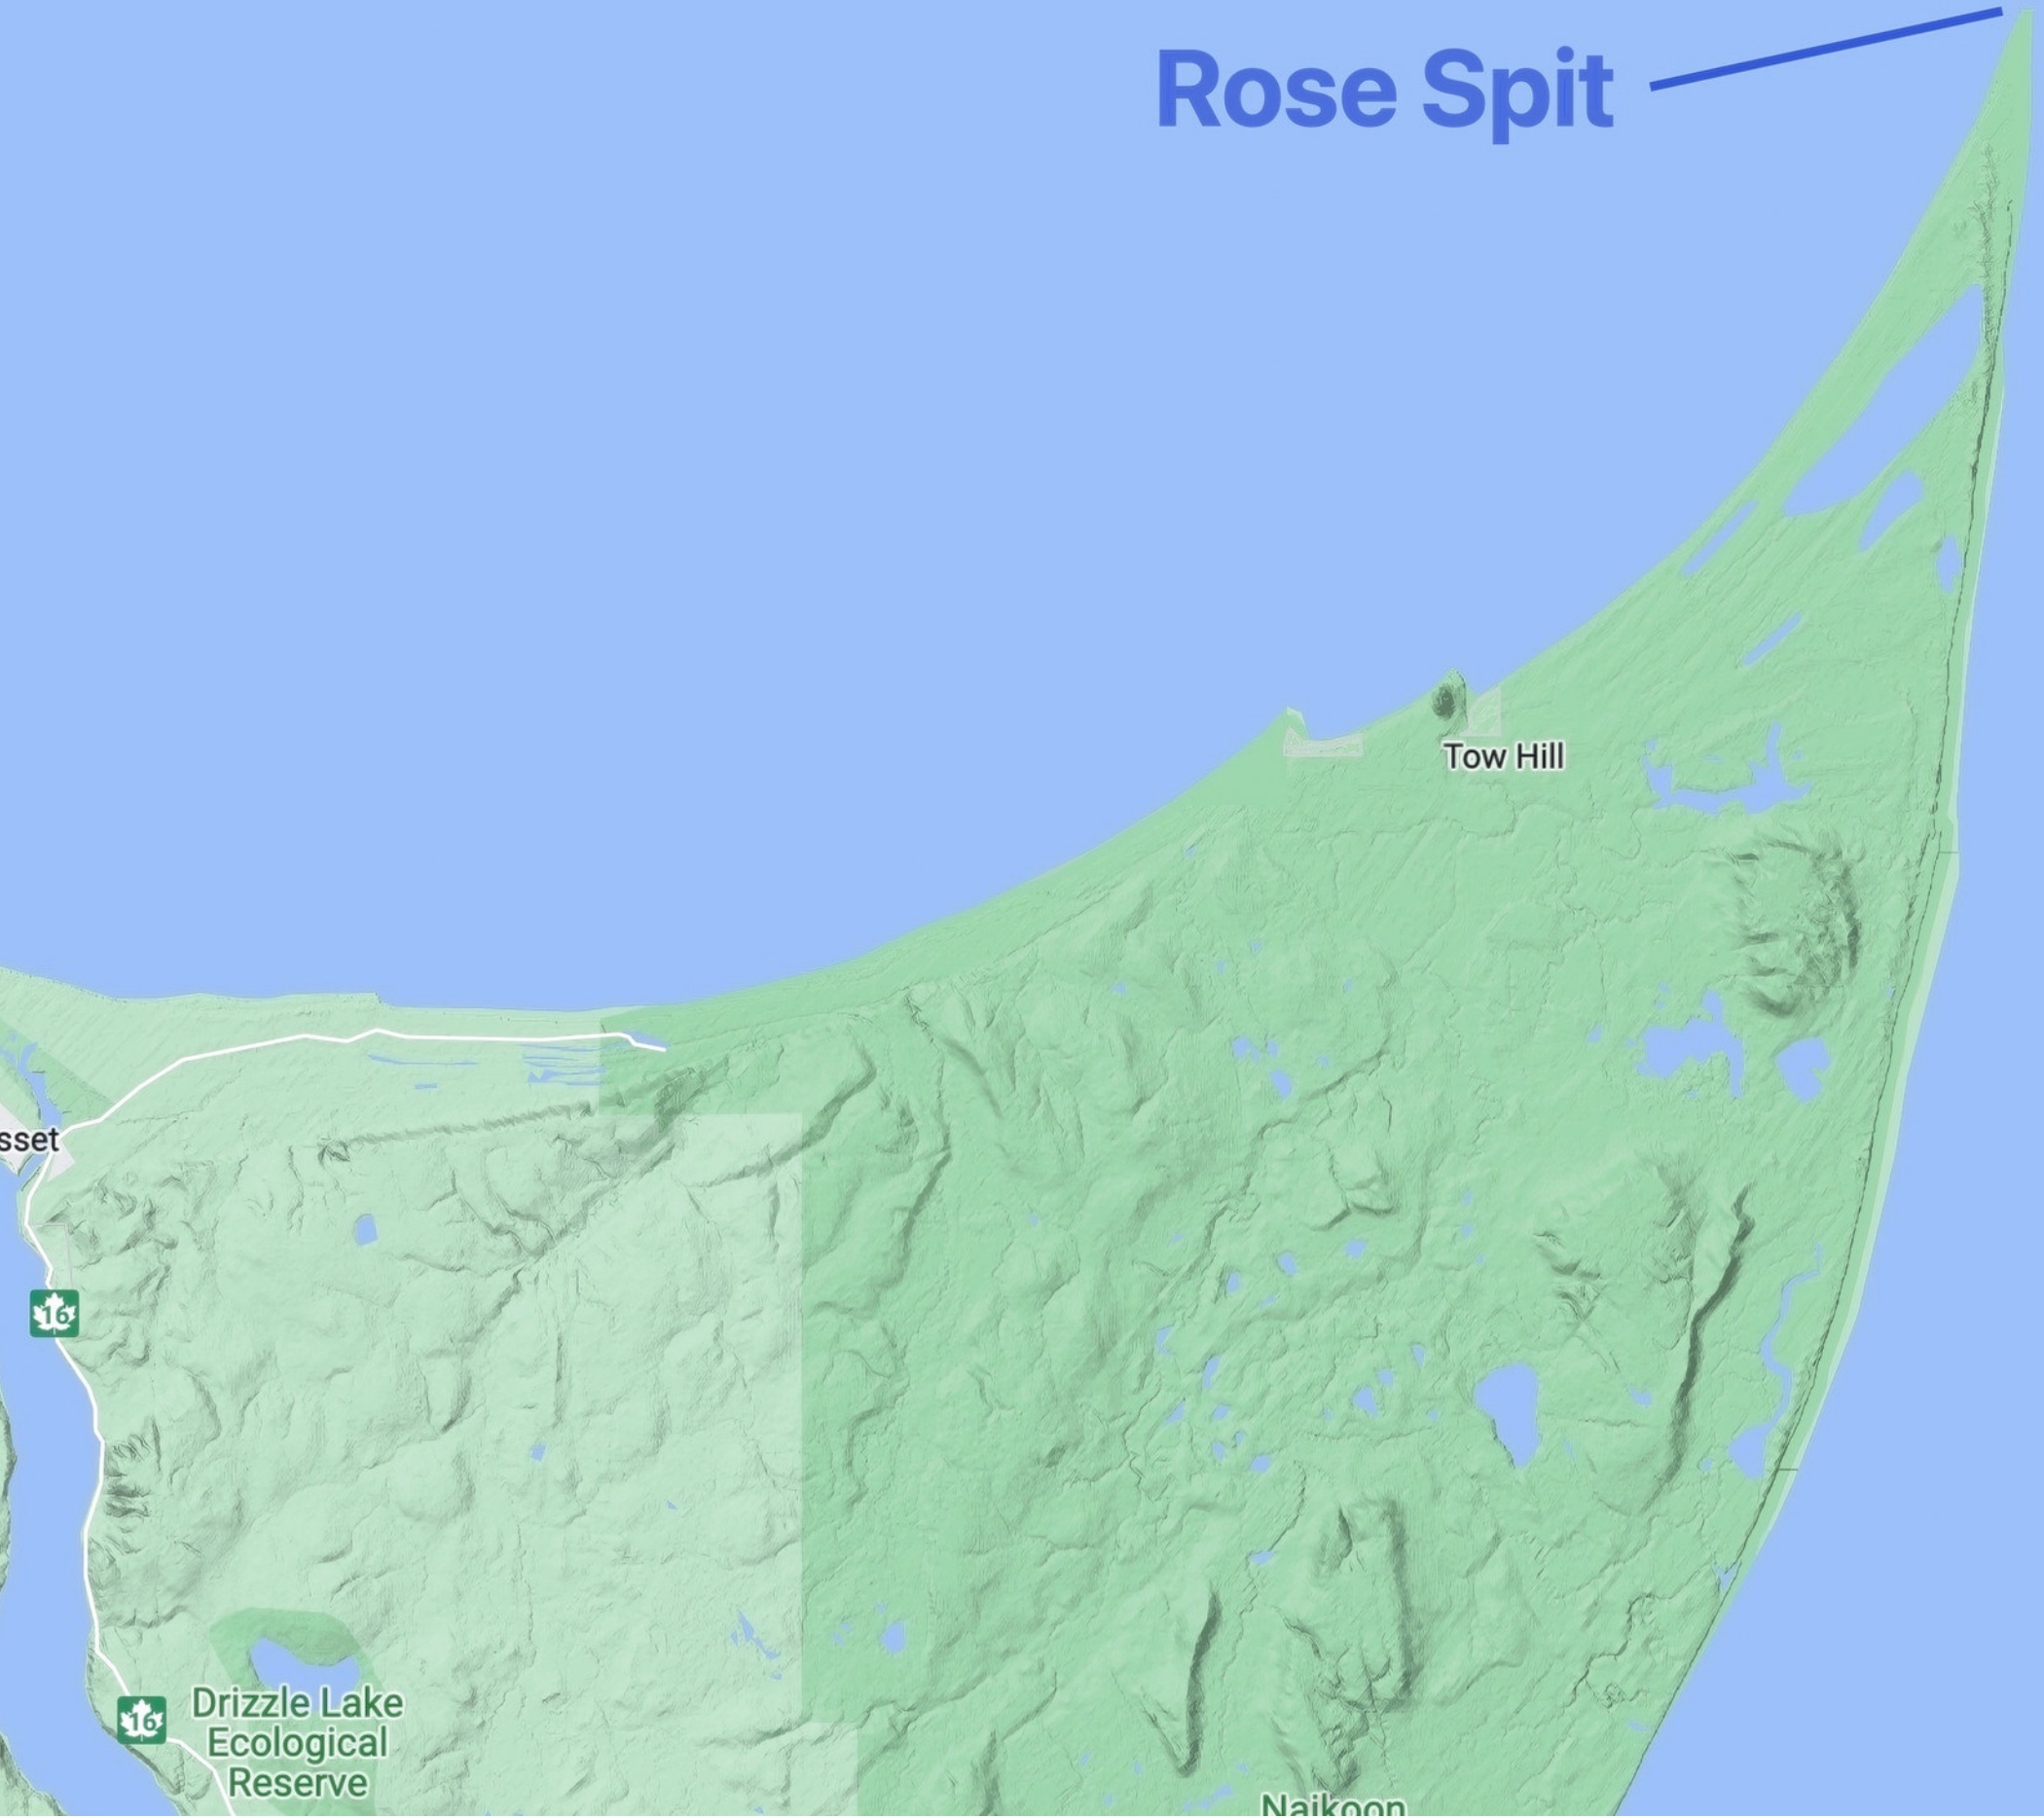 Rose Spit
Tow Hill
sset
16
16
Drizzle Lake
Ecological
Reserve
Naikoon